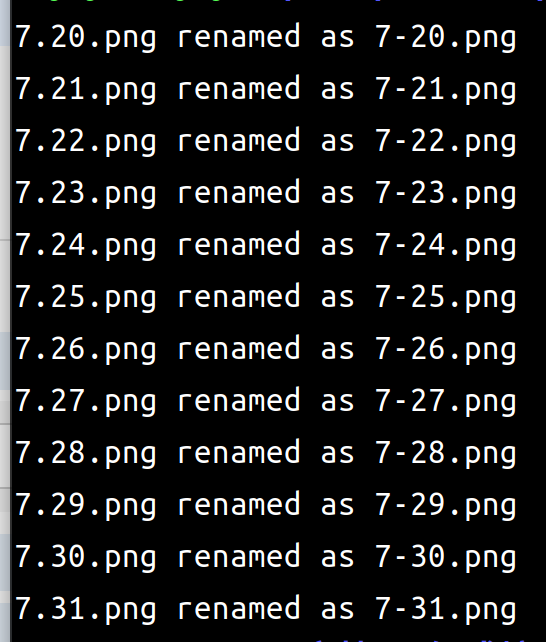 7.20.png renamed as 7-20.png
7.21.png renamed as 7-21.png
7.22.png renamed as 7-22.png
7.23.png renamed as 7-23.png
7.24.png renamed as 7-24.png
7.25.png renamed as 7-25.png
7.26.png renamed as 7-26.png
7.27.png renamed as 7-27.png
7.28.png renamed as 7-28.png
7.29.png renamed as 7-29.png
7.30.png renamed as 7-30.png
7.31.png renamed as 7-31.png